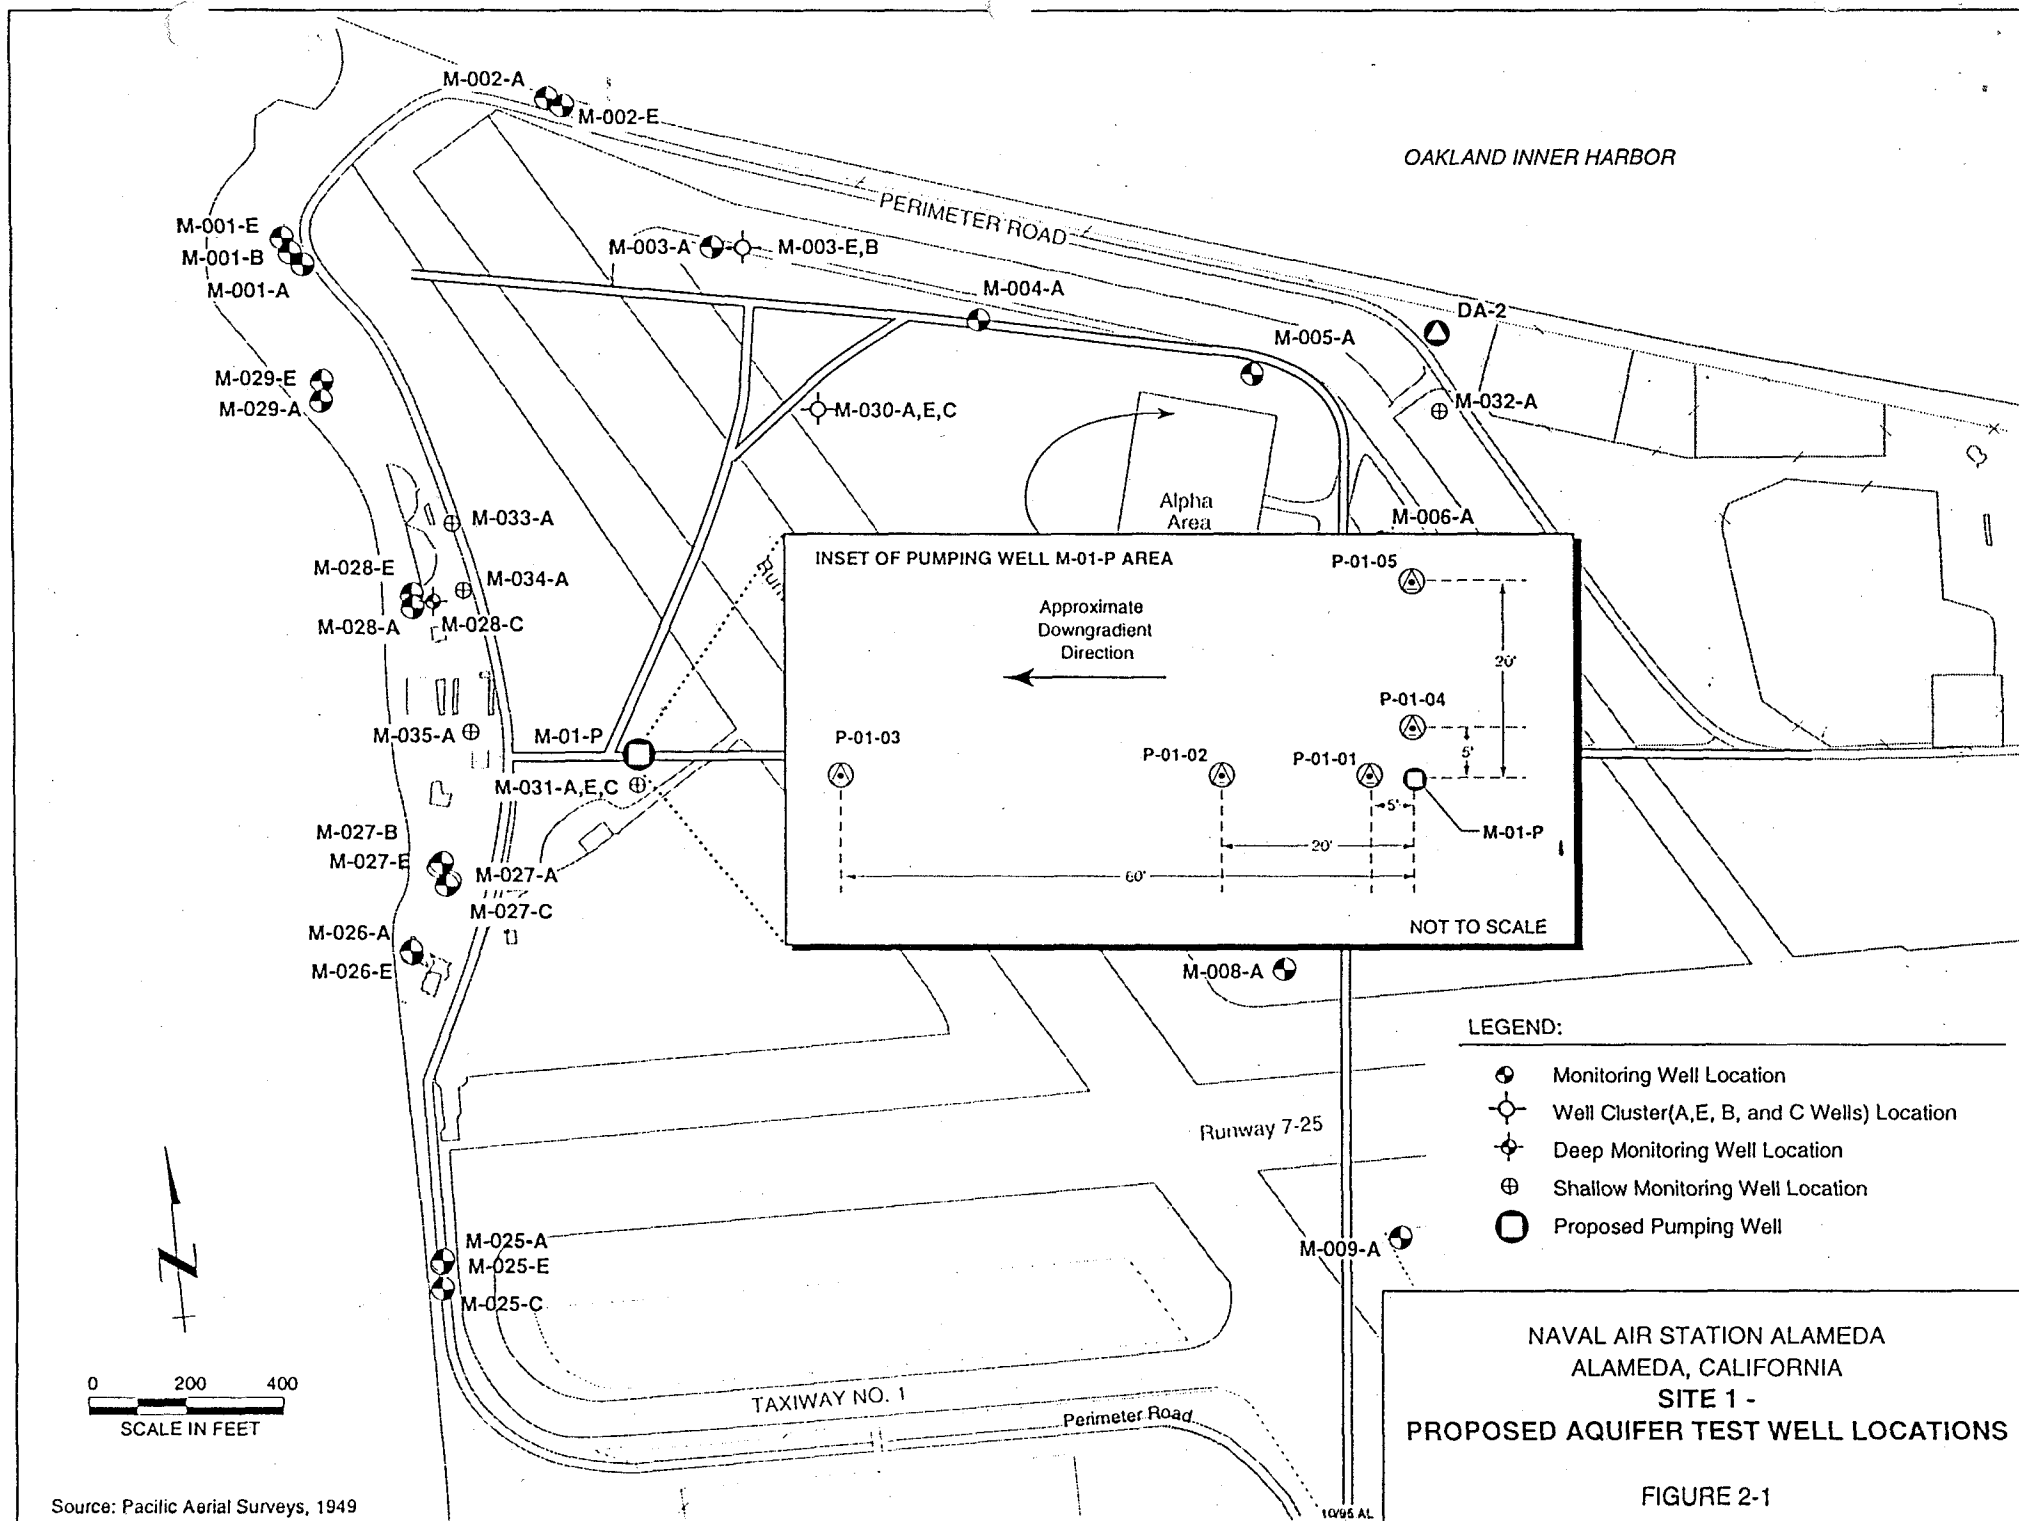 M-002-A
M-002-E
OAKLAND INNER HARBOR
PERIMETER ROAD
M-001-E
M-001-B
M-001-A
M-003-A
M-003-E,B
M-004-A
DA-2
M-005-A
M-029-E
M-029-A
M-030-A,E,C
M-032-A
Alpha
Area
M-006-A
M-033-A
M-028-E
M-034-A
M-028-A
M-028-C
INSET OF PUMPING WELL M-01-P AREA
P-01-05
Approximate
Downgradient
Direction
20'
P-01-04
5'
P-01-03
P-01-02
P-01-01
5'
M-01-P
20'
60'
NOT TO SCALE
M-035-A
M-01-P
M-031-A,E,C
M-027-B
M-027-E
M-027-A
M-027-C
M-026-A
M-026-E
M-008-A
LEGEND:
Monitoring Well Location
Well Cluster(A,E, B, and C Wells) Location
Deep Monitoring Well Location
Shallow Monitoring Well Location
Proposed Pumping Well
Runway 7-25
M-025-A
M-025-E
M-025-C
M-009-A
N
0 200 400
SCALE IN FEET
TAXIWAY NO. 1
Perimeter Road
NAVAL AIR STATION ALAMEDA
ALAMEDA, CALIFORNIA
SITE 1 -
PROPOSED AQUIFER TEST WELL LOCATIONS
FIGURE 2-1
Source: Pacific Aerial Surveys, 1949
10/95 AL